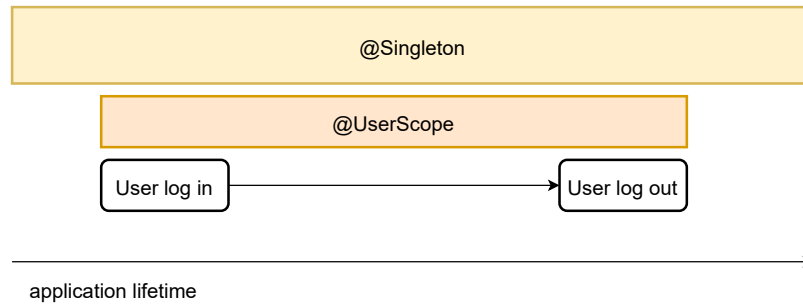 @Singleton
@UserScope
User log in
User log out
application lifetime